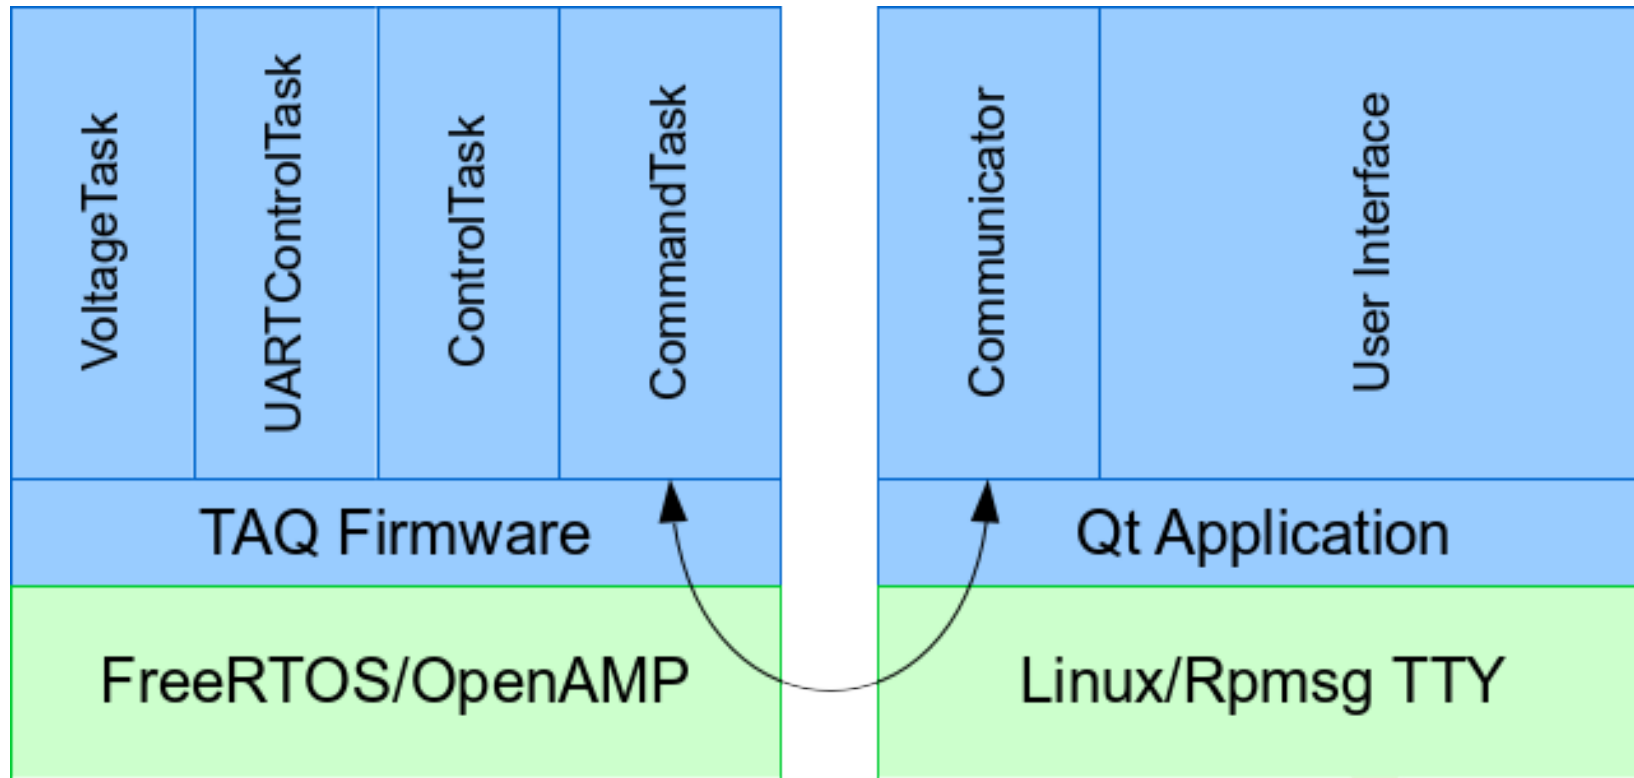 VoltageTask
UARTControlTask
ControlTask
CommandTask
TAQ Firmware
FreeRTOS/OpenAMP
Communicator
User Interface
Qt Application
Linux/Rpmsg TTY